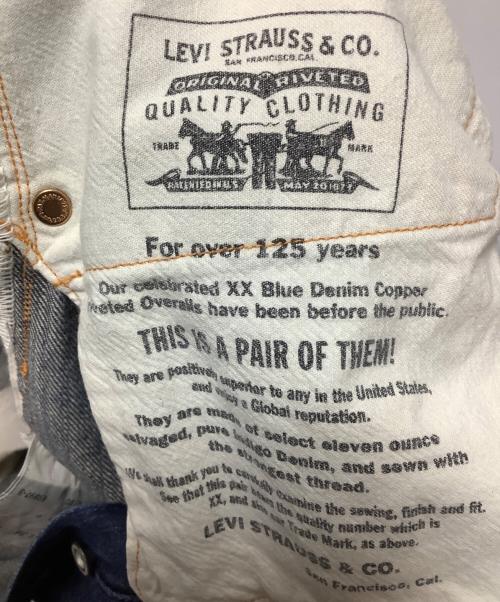 LEVI STRAUSS & CO.
SAN FRANCISCO, CAL.
ORIGINAL RIVETED
QUALITY CLOTHING
TRADE MARK
PATENTED IN U.S. MAY 20 1873
For over 125 years
Our celebrated XX Blue Denim Copper
Riveted Overalls have been before the public.
THIS IS A PAIR OF THEM!
They are positively superior to any in the United States,
and enjoy a Global reputation.
They are made of select eleven ounce
selvaged, pure Indigo Denim, and sewn with
the strongest thread.
We shall thank you to carefully examine the sewing, finish and fit.
See that this pair bears the quality number which is
XX, and also our Trade Mark, as above.
LEVI STRAUSS & CO.
San Francisco, Cal.